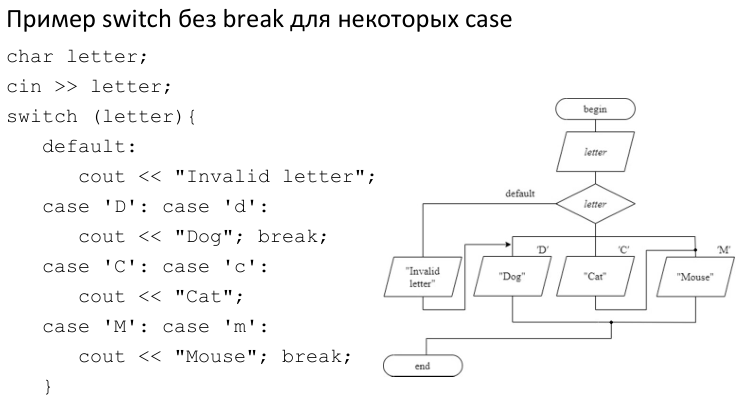 Пример switch без break для некоторых case
char letter;
cin >> letter;
switch (letter){
default:
cout << "Invalid letter";
case 'D': case 'd':
cout << "Dog"; break;
case 'C': case 'c':
cout << "Cat";
case 'M': case 'm':
cout << "Mouse"; break;
}
begin
letter
default
letter
'D'
'C'
'M'
"Invalid
letter"
"Dog"
"Cat"
"Mouse"
end